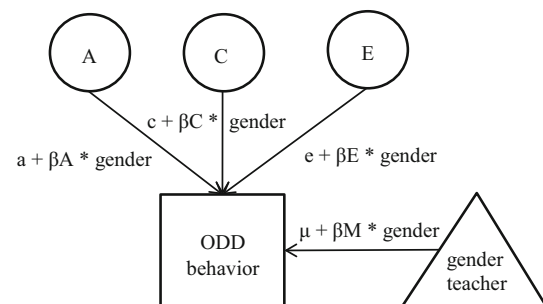 A
C
E
c + βC * gender
a + βA * gender
e + βE * gender
μ + βM * gender
ODD
behavior
gender
teacher